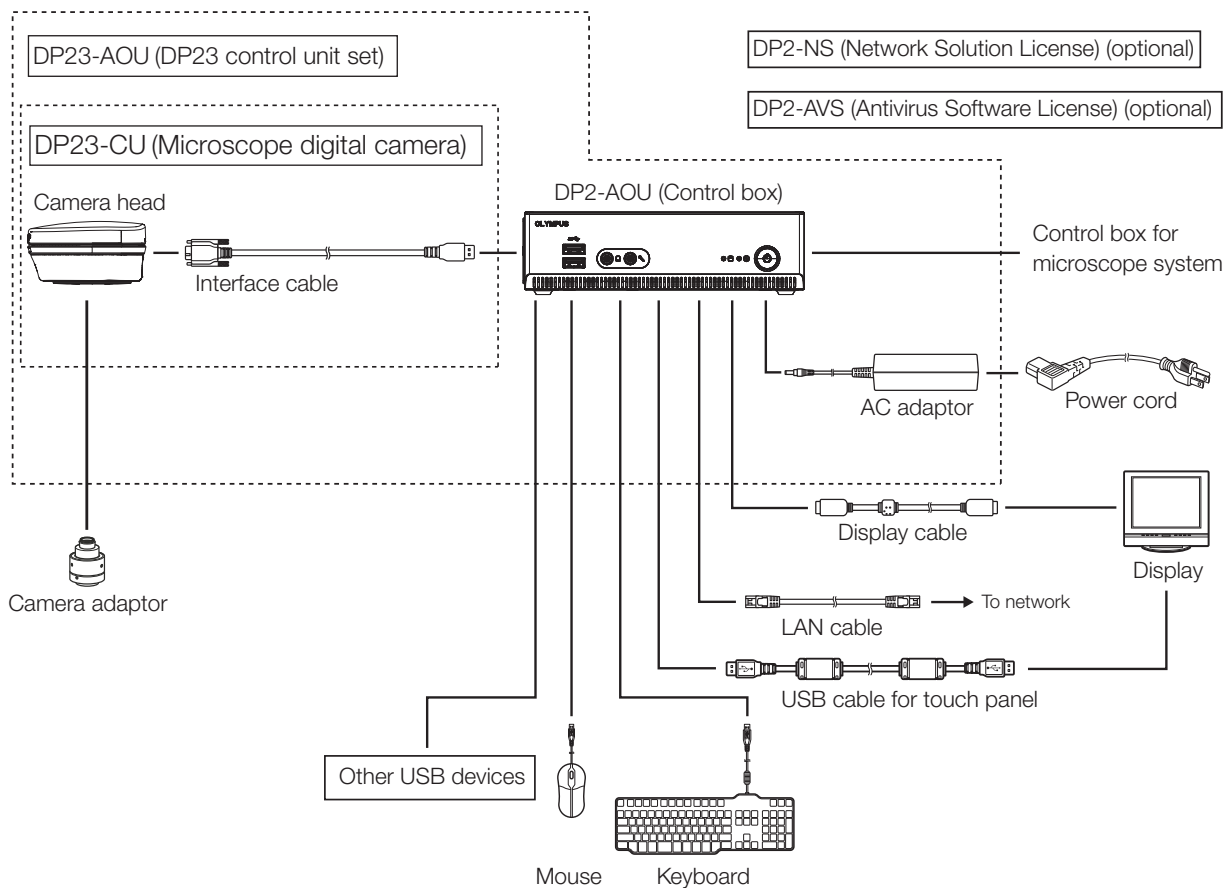 DP23-AOU (DP23 control unit set)
DP2-NS (Network Solution License) (optional)
DP2-AVS (Antivirus Software License) (optional)
DP23-CU (Microscope digital camera)
Camera head
Interface cable
DP2-AOU (Control box)
OLYMPUS
Control box for
microscope system
AC adaptor
Power cord
Display cable
Display
Camera adaptor
To network
LAN cable
USB cable for touch panel
Other USB devices
Mouse
Keyboard